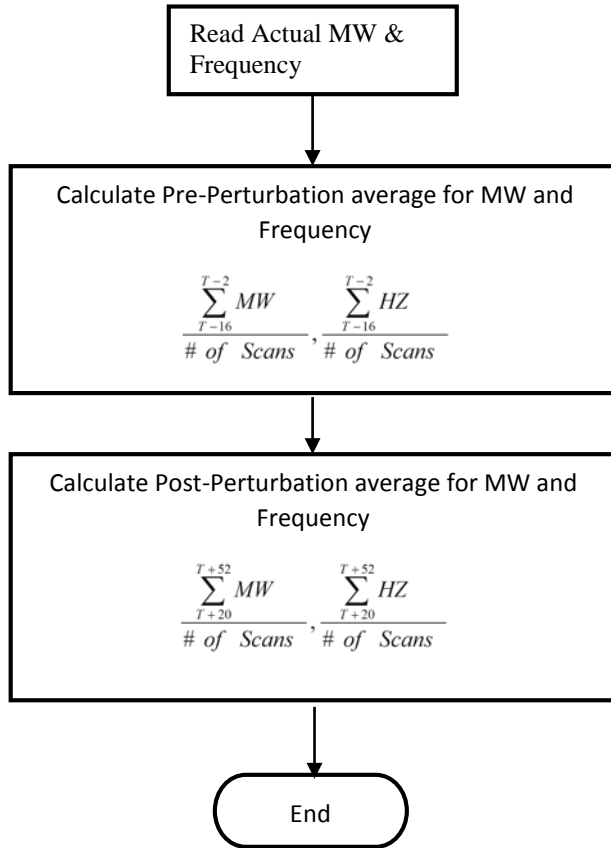 Read Actual MW &
Frequency
Calculate Pre-Perturbation average for MW and
Frequency
T−2 T−2
∑ MW ∑ HZ
T−16 , T−16
# of Scans # of Scans
Calculate Post-Perturbation average for MW and
Frequency
T+52 T+52
∑ MW ∑ HZ
T+20 , T+20
# of Scans # of Scans
End